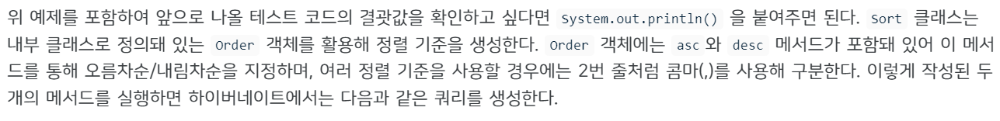 위 예제를 포함하여 앞으로 나올 테스트 코드의 결괏값을 확인하고 싶다면 System.out.println() 을 붙여주면 된다. Sort 클래스는
내부 클래스로 정의돼 있는 Order 객체를 활용해 정렬 기준을 생성한다. Order 객체에는 asc 와 desc 메서드가 포함돼 있어 이 메서
드를 통해 오름차순/내림차순을 지정하며, 여러 정렬 기준을 사용할 경우에는 2번 줄처럼 콤마(,)를 사용해 구분한다. 이렇게 작성된 두
개의 메서드를 실행하면 하이버네이트에서는 다음과 같은 쿼리를 생성한다.